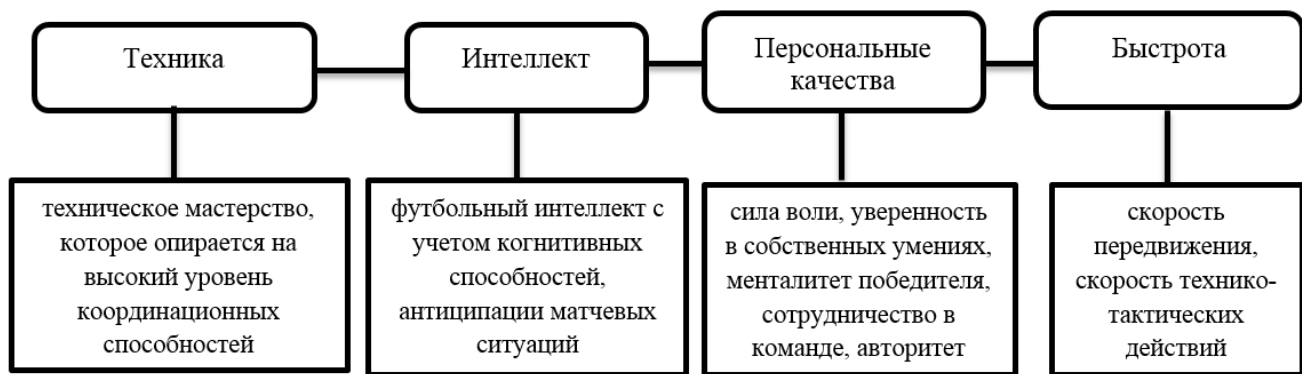 Техника
техническое мастерство,
которое опирается на
высокий уровень
координационных
способностей
Интеллект
футбольный интеллект с
учетом когнитивных
способностей,
антиципации матчевых
ситуаций
Персональные
качества
сила воли, уверенность
в собственных умениях,
менталитет победителя,
сотрудничество в
команде, авторитет
Быстрота
скорость
передвижения,
скорость технико-
тактических
действий